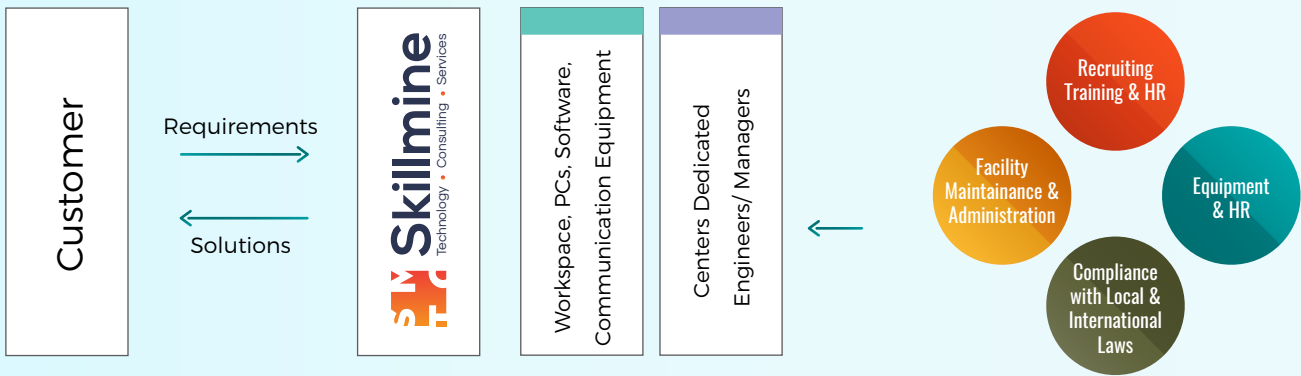 Customer
Requirements
Solutions
Skillmine
Technology • Consulting • Services
Workspace, PCs, Software,
Communication Equipment
Centers Dedicated
Engineers/ Managers
Recruiting
Training & HR
Facility
Maintainance &
Administration
Equipment
& HR
Compliance
with Local &
International
Laws